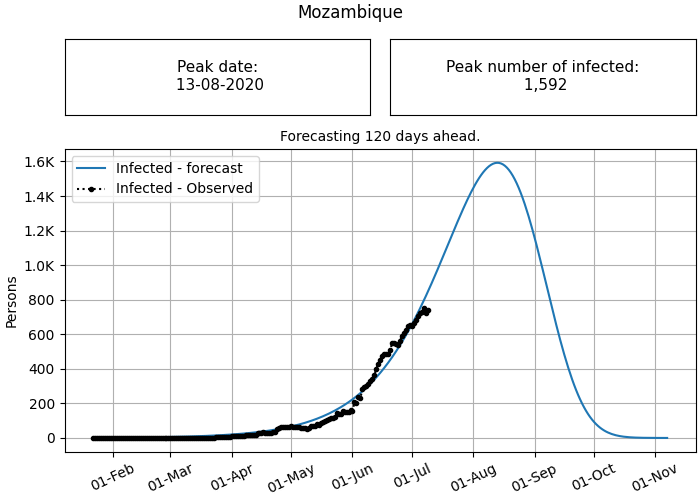 Mozambique
Peak date:
13-08-2020
Peak number of infected:
1,592
Forecasting 120 days ahead.
Infected - forecast
Infected - Observed
Persons
1.6K
1.4K
1.2K
1.0K
800
600
400
200
0
01-Feb
01-Mar
01-Apr
01-May
01-Jun
01-Jul
01-Aug
01-Sep
01-Oct
01-Nov